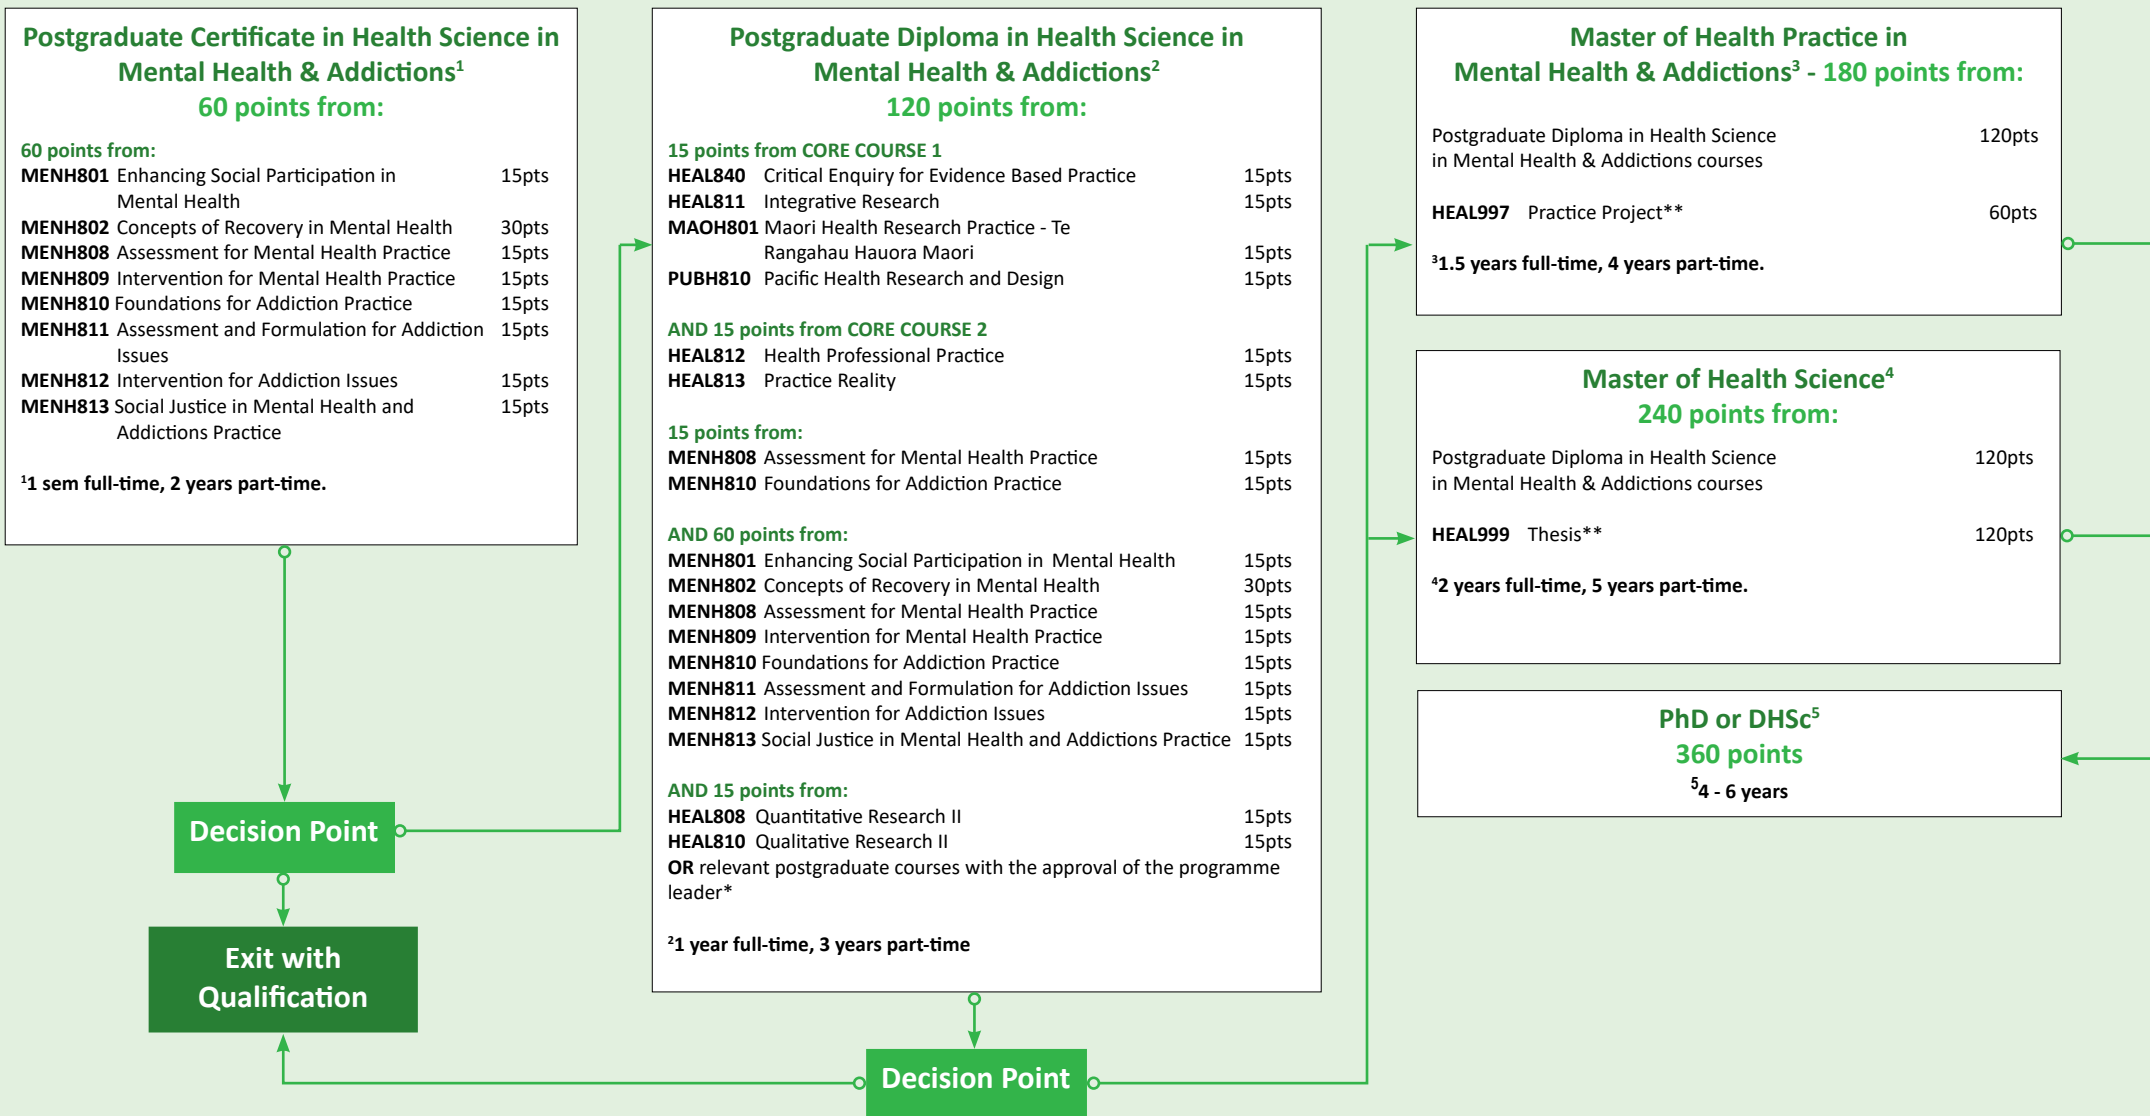 Postgraduate Certificate in Health Science in
Mental Health & Addictions¹
60 points from:
60 points from:
MENH801 Enhancing Social Participation in 15pts
Mental Health
MENH802 Concepts of Recovery in Mental Health 30pts
MENH808 Assessment for Mental Health Practice 15pts
MENH809 Intervention for Mental Health Practice 15pts
MENH810 Foundations for Addiction Practice 15pts
MENH811 Assessment and Formulation for Addiction 15pts
Issues
MENH812 Intervention for Addiction Issues 15pts
MENH813 Social Justice in Mental Health and 15pts
Addictions Practice
¹1 sem full-time, 2 years part-time.
Decision Point
Exit with
Qualification
Postgraduate Diploma in Health Science in
Mental Health & Addictions²
120 points from:
15 points from CORE COURSE 1
HEAL840 Critical Enquiry for Evidence Based Practice 15pts
HEAL811 Integrative Research 15pts
MAOH801 Maori Health Research Practice - Te
Rangahau Hauora Maori 15pts
PUBH810 Pacific Health Research and Design 15pts
AND 15 points from CORE COURSE 2
HEAL812 Health Professional Practice 15pts
HEAL813 Practice Reality 15pts
15 points from:
MENH808 Assessment for Mental Health Practice 15pts
MENH810 Foundations for Addiction Practice 15pts
AND 60 points from:
MENH801 Enhancing Social Participation in Mental Health 15pts
MENH802 Concepts of Recovery in Mental Health 30pts
MENH808 Assessment for Mental Health Practice 15pts
MENH809 Intervention for Mental Health Practice 15pts
MENH810 Foundations for Addiction Practice 15pts
MENH811 Assessment and Formulation for Addiction Issues 15pts
MENH812 Intervention for Addiction Issues 15pts
MENH813 Social Justice in Mental Health and Addictions Practice 15pts
AND 15 points from:
HEAL808 Quantitative Research II 15pts
HEAL810 Qualitative Research II 15pts
OR relevant postgraduate courses with the approval of the programme
leader*
²1 year full-time, 3 years part-time
Decision Point
Master of Health Practice in
Mental Health & Addictions³ - 180 points from:
Postgraduate Diploma in Health Science 120pts
in Mental Health & Addictions courses
HEAL997 Practice Project** 60pts
³1.5 years full-time, 4 years part-time.
Master of Health Science⁴
240 points from:
Postgraduate Diploma in Health Science 120pts
in Mental Health & Addictions courses
HEAL999 Thesis** 120pts
⁴2 years full-time, 5 years part-time.
PhD or DHSc⁵
360 points
⁵4 - 6 years